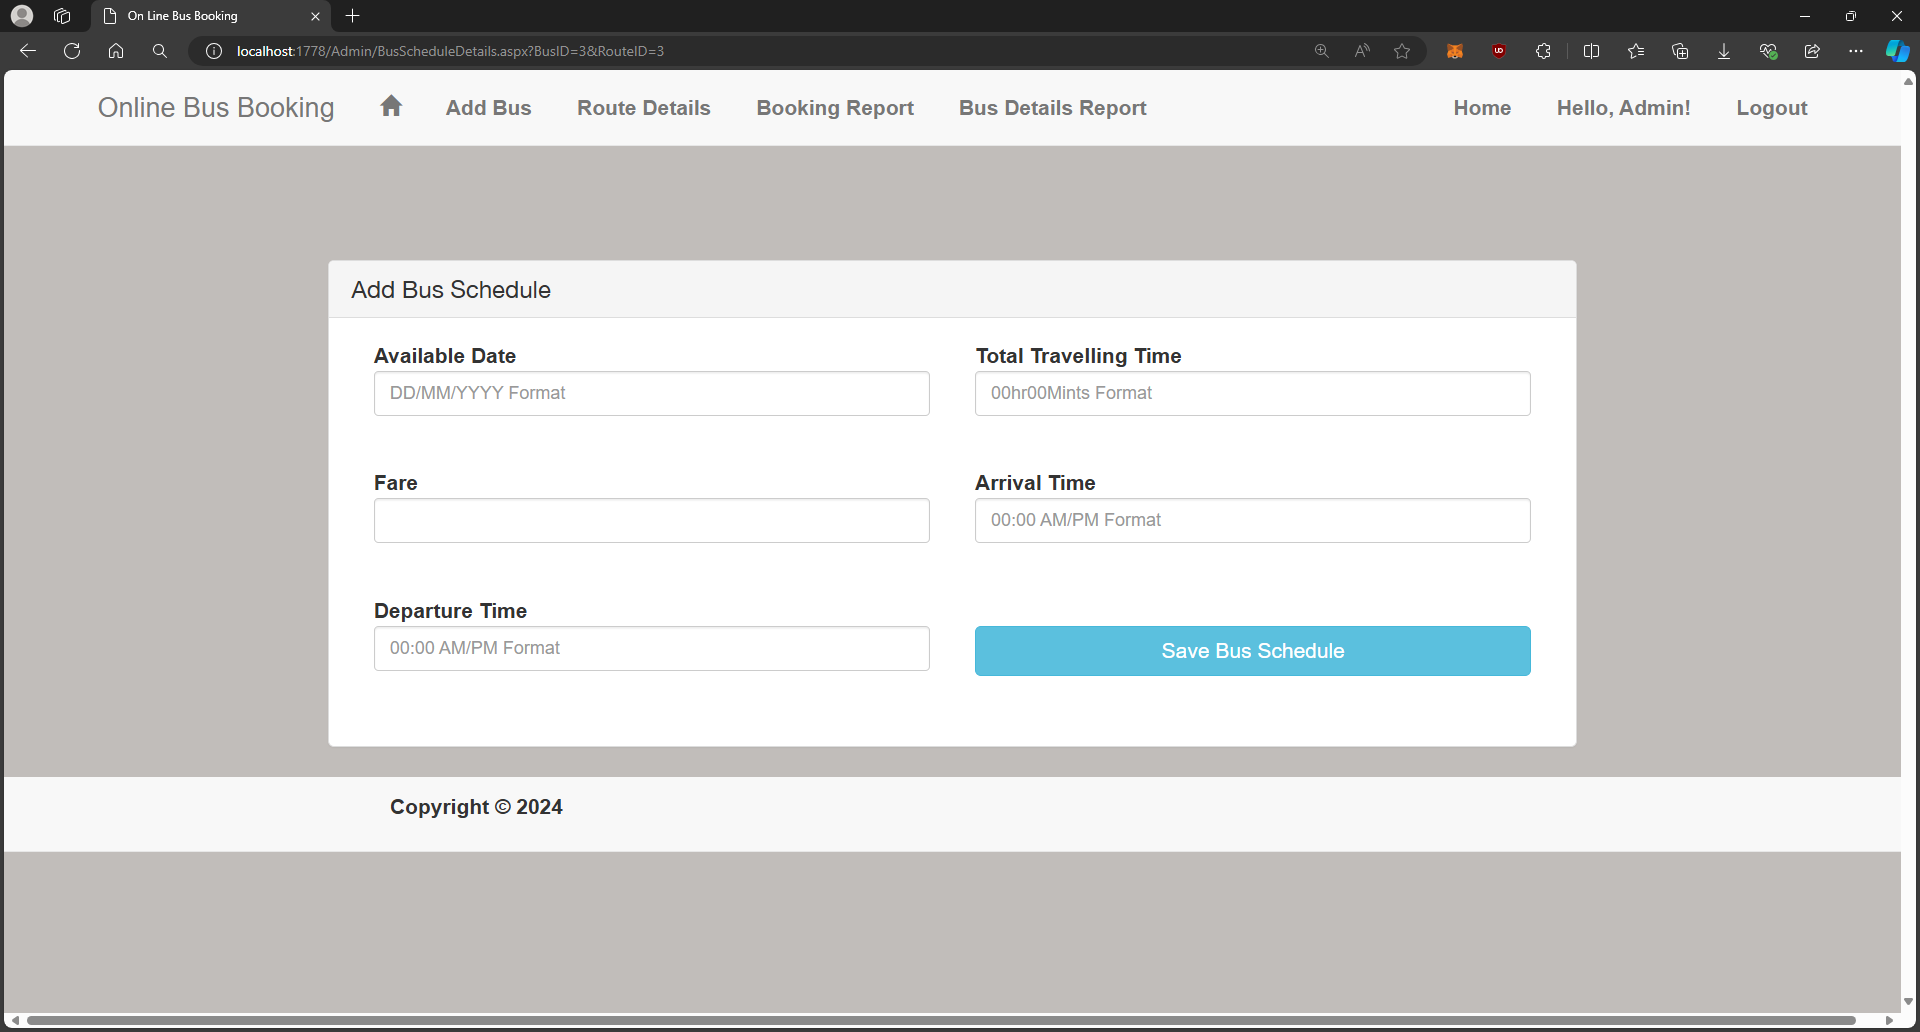 On Line Bus Booking
localhost:1778/Admin/BusScheduleDetails.aspx?BusID=3&RouteID=3
Online Bus Booking Add Bus Route Details Booking Report Bus Details Report Home Hello, Admin! Logout
Add Bus Schedule
Available Date Total Travelling Time
DD/MM/YYYY Format 00hr00Mints Format
Fare Arrival Time
00:00 AM/PM Format
Departure Time
00:00 AM/PM Format Save Bus Schedule
Copyright © 2024